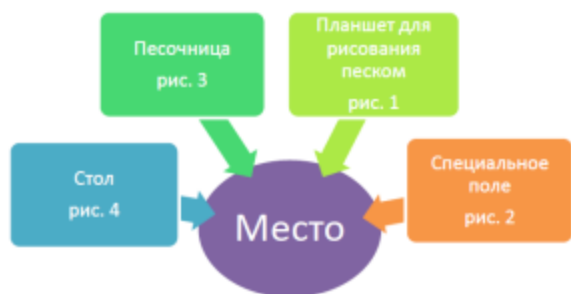 Песочница
рис. 3
Планшет для
рисования
песком
рис. 1
Стол
рис. 4
Специальное
поле
рис. 2
Место